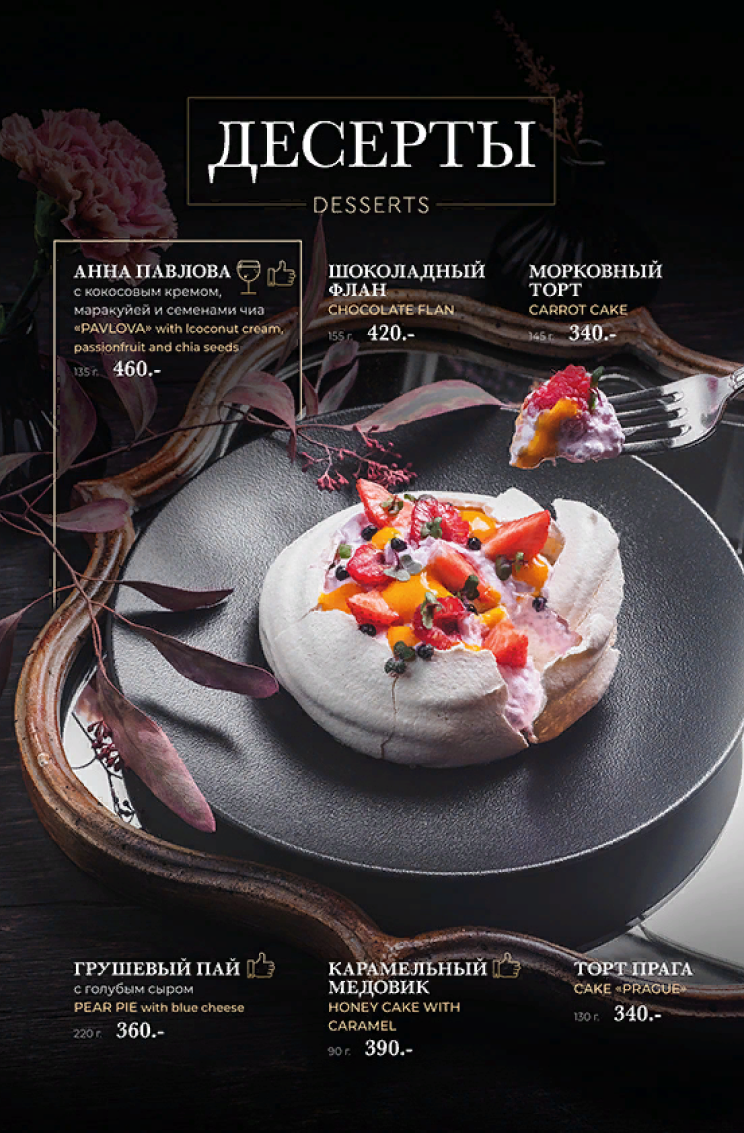 ДЕСЕРТЫ
DESSERTS
АННА ПАВЛОВА
с кокосовым кремом,
маракуйей и семенами чиа
«PAVLOVA» with lcoconut cream,
passionfruit and chia seeds
135 г. 460.-
ШОКОЛАДНЫЙ
ФЛАН
CHOCOLATE FLAN
155 г. 420.-
МОРКОВНЫЙ
ТОРТ
CARROT CAKE
145 г. 340.-
ГРУШЕВЫЙ ПАЙ
с голубым сыром
PEAR PIE with blue cheese
220 г. 360.-
КАРАМЕЛЬНЫЙ
МЕДОВИК
HONEY CAKE WITH
CARAMEL
90 г. 390.-
ТОРТ ПРАГА
CAKE «PRAGUE»
130 г. 340.-